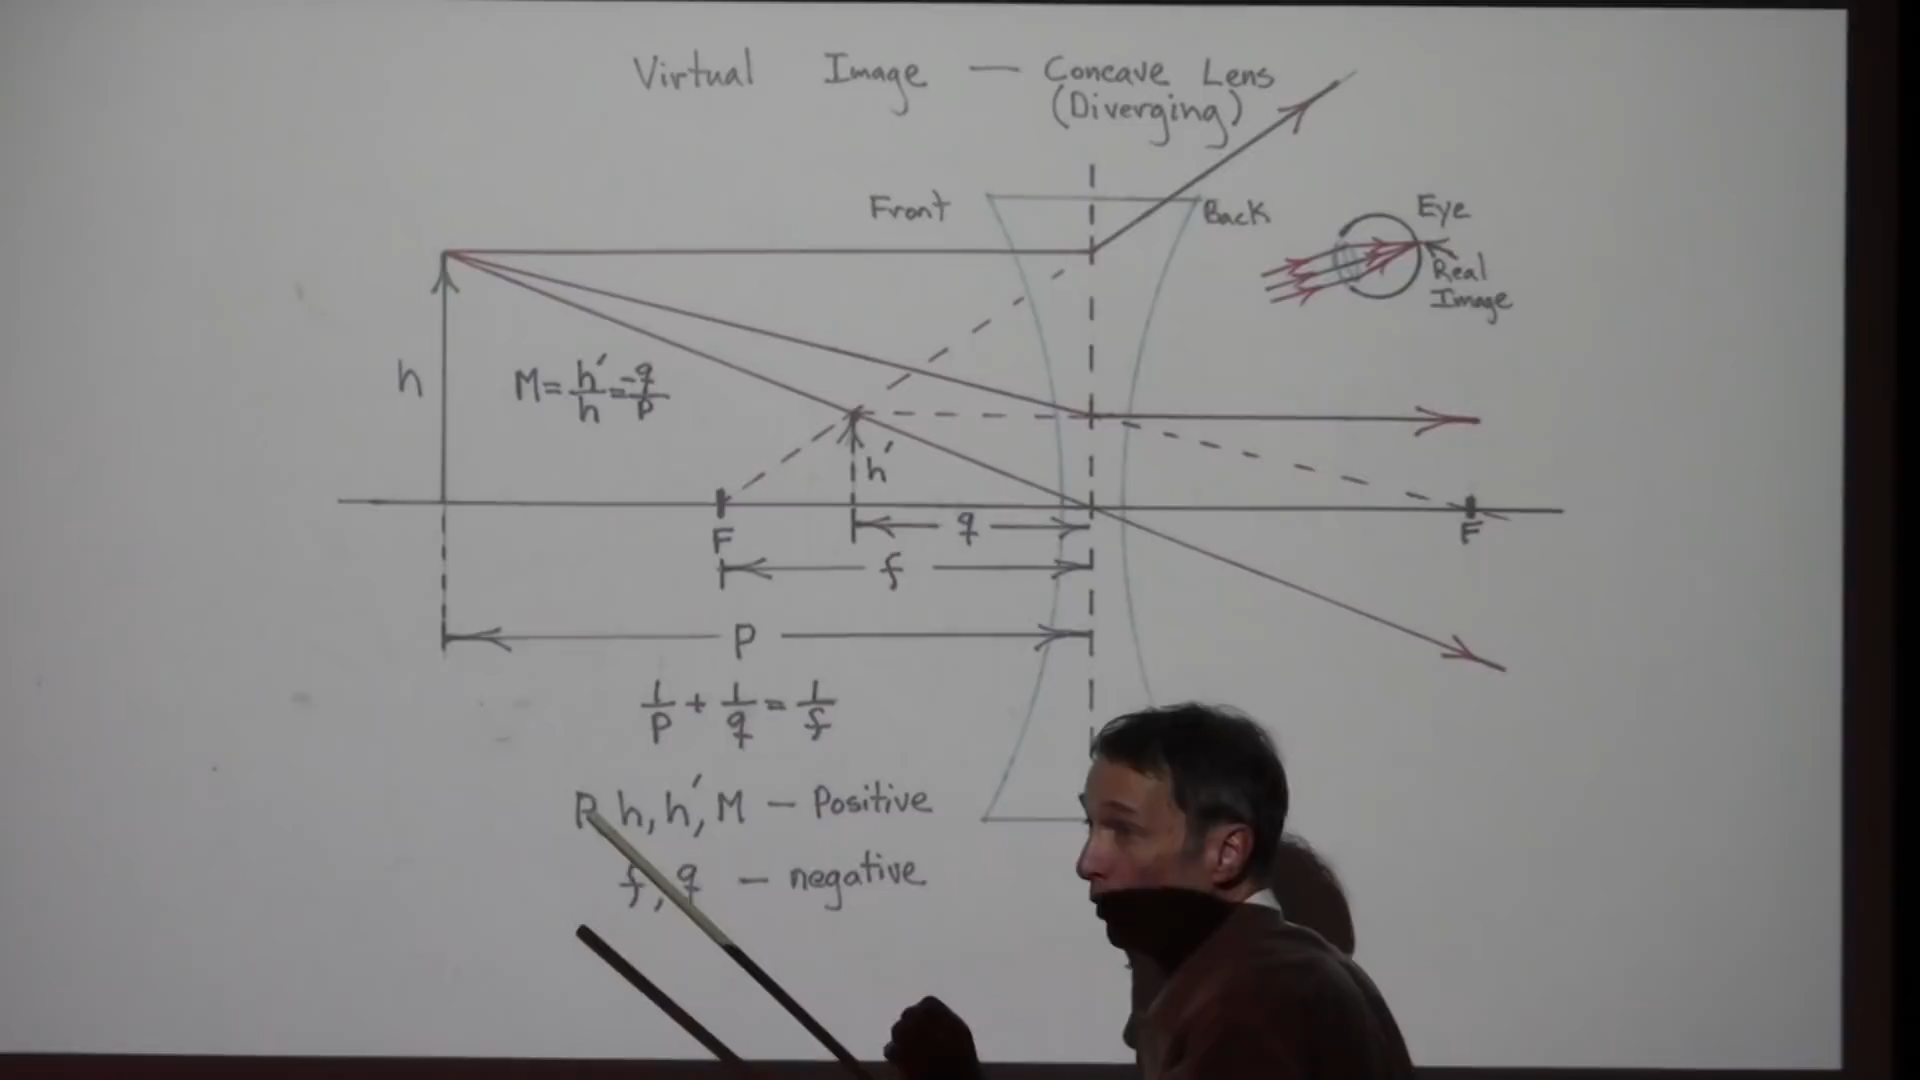 Virtual Image — Concave Lens
(Diverging)
Front
Back
Eye
Real
Image
h
M = h′/h = -q/p
h′
F
q
F
f
P
1/p + 1/q = 1/f
P h, h′, M — Positive
f, q — negative